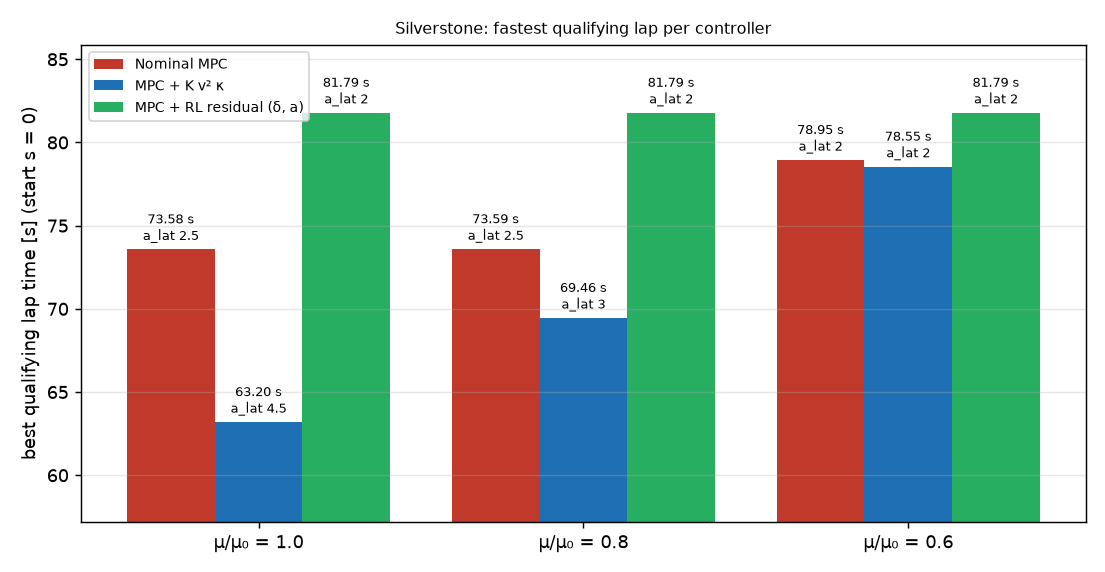 Silverstone: fastest qualifying lap per controller
best qualifying lap time [s] (start s = 0)
85
80
75
70
65
60
Nominal MPC
MPC + K v² κ
MPC + RL residual (δ, a)
73.58 s
a_lat 2.5
63.20 s
a_lat 4.5
81.79 s
a_lat 2
73.59 s
a_lat 2.5
69.46 s
a_lat 3
81.79 s
a_lat 2
78.95 s
a_lat 2
78.55 s
a_lat 2
81.79 s
a_lat 2
μ/μ₀ = 1.0
μ/μ₀ = 0.8
μ/μ₀ = 0.6